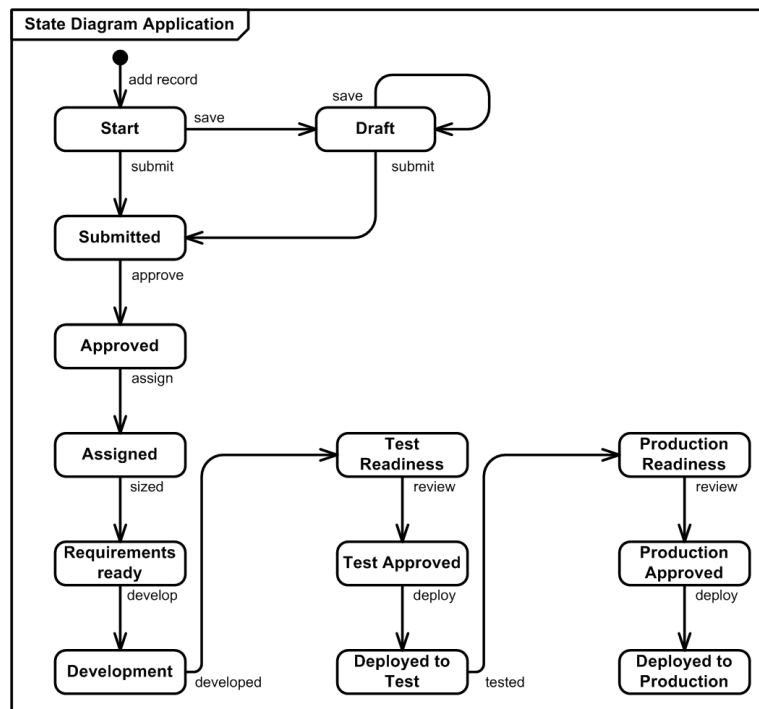 State Diagram Application
add record
Start
save
save
Draft
submit
submit
Submitted
approve
Approved
assign
Assigned
sized
Requirements
ready
develop
Development
developed
Test
Readiness
review
Test Approved
deploy
Deployed to
Test
tested
Production
Readiness
review
Production
Approved
deploy
Deployed to
Production